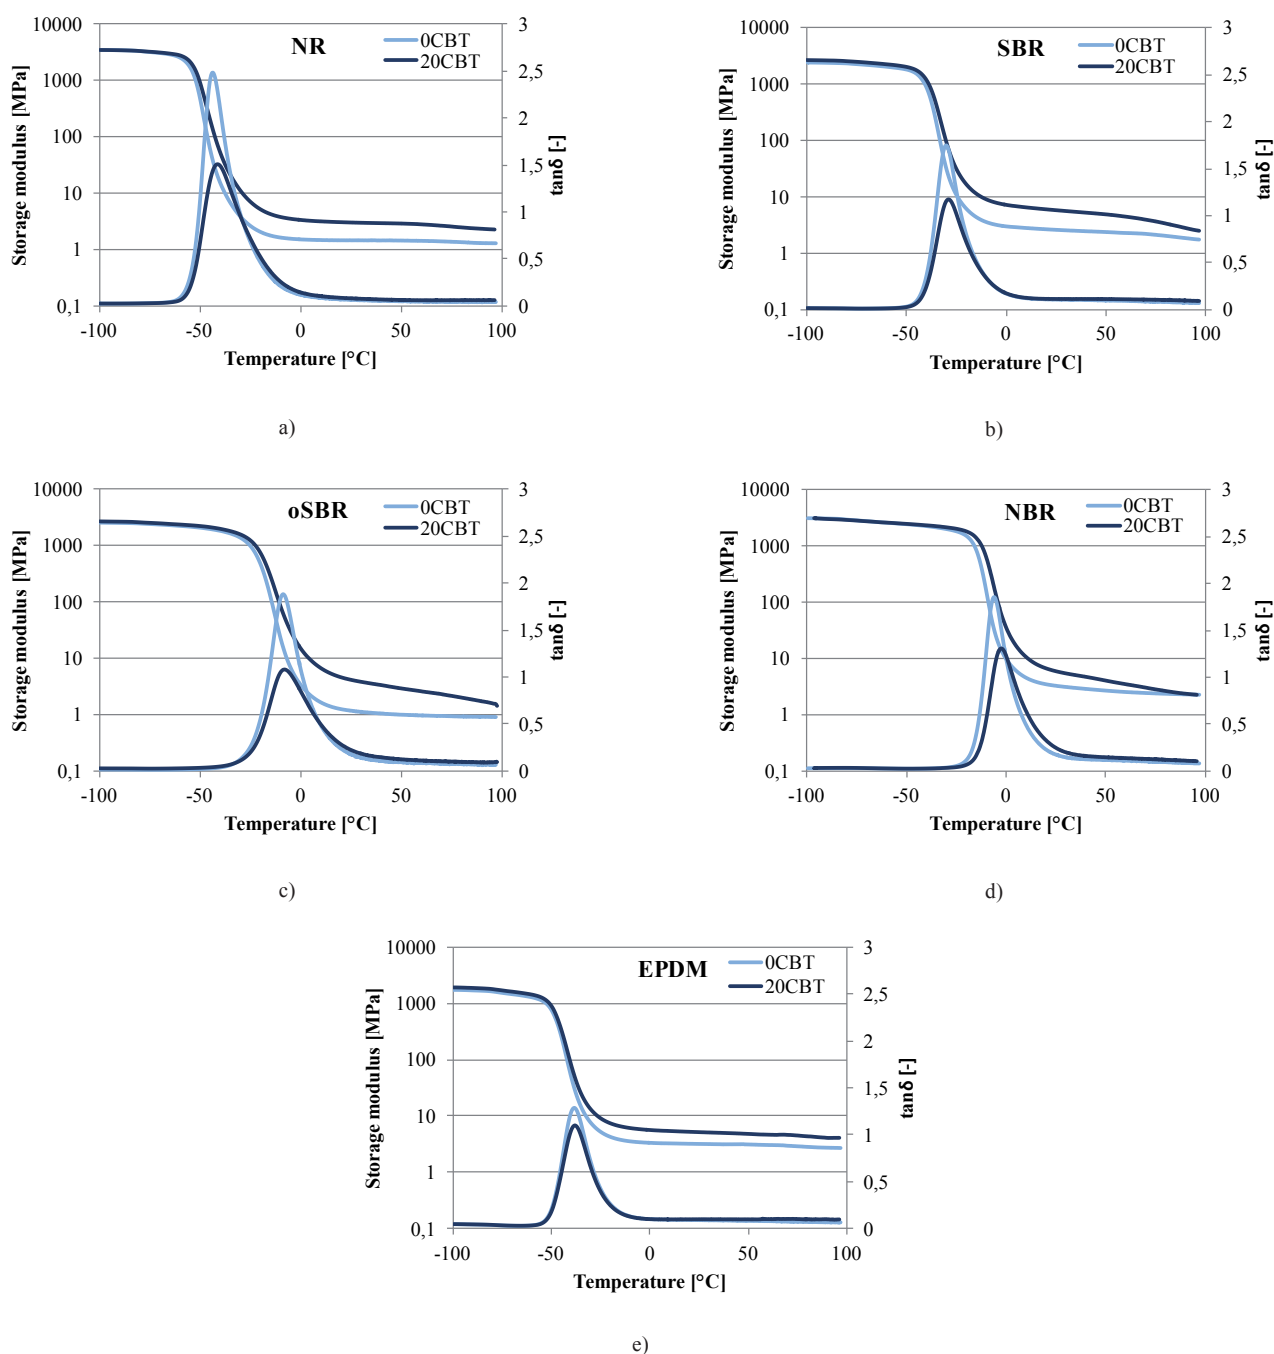 NR
0CBT
20CBT
Storage modulus [MPa]
10000
1000
100
10
1
0,1
3
2,5
2
1,5
1
0,5
0
tanδ [-]
-100 -50 0 50 100
Temperature [°C]
a)
SBR
0CBT
20CBT
Storage modulus [MPa]
10000
1000
100
10
1
0,1
3
2,5
2
1,5
1
0,5
0
tanδ [-]
-100 -50 0 50 100
Temperature [°C]
b)
oSBR
0CBT
20CBT
Storage modulus [MPa]
10000
1000
100
10
1
0,1
3
2,5
2
1,5
1
0,5
0
tanδ [-]
-100 -50 0 50 100
Temperature [°C]
c)
NBR
0CBT
20CBT
Storage modulus [MPa]
10000
1000
100
10
1
0,1
3
2,5
2
1,5
1
0,5
0
tanδ [-]
-100 -50 0 50 100
Temperature [°C]
d)
EPDM
0CBT
20CBT
Storage modulus [MPa]
10000
1000
100
10
1
0,1
3
2,5
2
1,5
1
0,5
0
tanδ [-]
-100 -50 0 50 100
Temperature [°C]
e)